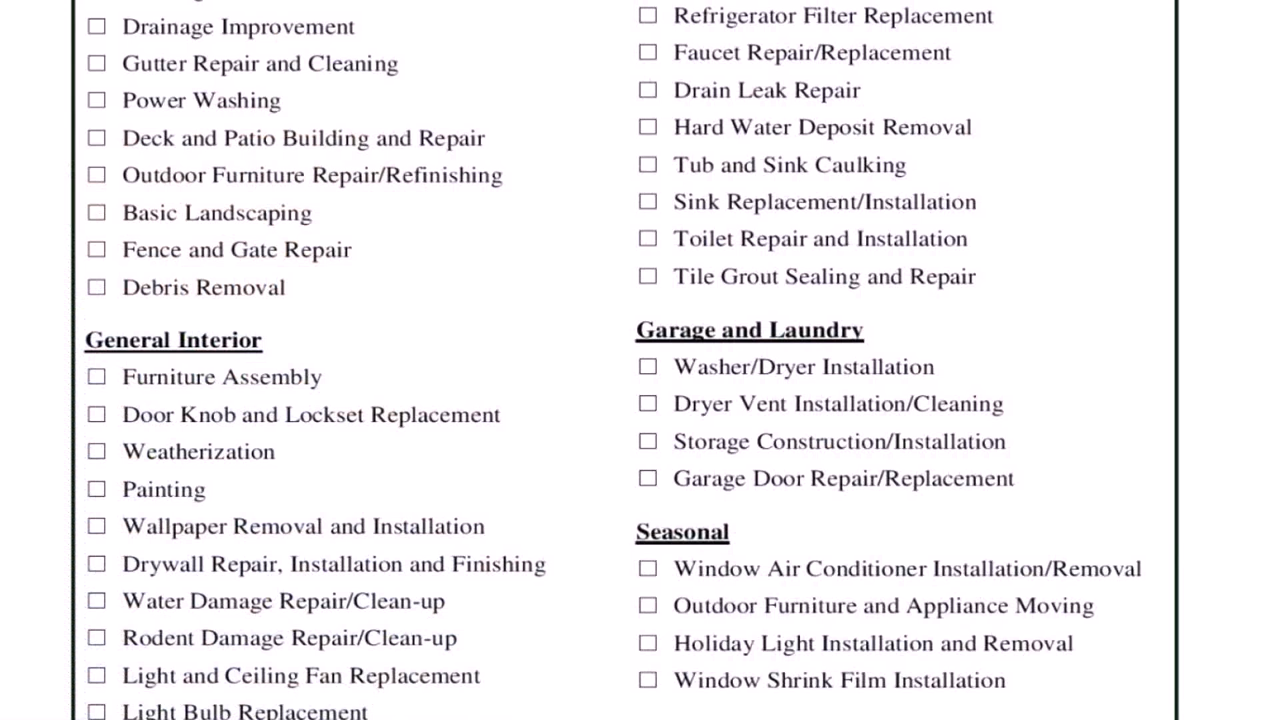 Drainage Improvement
Gutter Repair and Cleaning
Power Washing
Deck and Patio Building and Repair
Outdoor Furniture Repair/Refinishing
Basic Landscaping
Fence and Gate Repair
Debris Removal
General Interior
Furniture Assembly
Door Knob and Lockset Replacement
Weatherization
Painting
Wallpaper Removal and Installation
Drywall Repair, Installation and Finishing
Water Damage Repair/Clean-up
Rodent Damage Repair/Clean-up
Light and Ceiling Fan Replacement
Light Bulb Replacement
Refrigerator Filter Replacement
Faucet Repair/Replacement
Drain Leak Repair
Hard Water Deposit Removal
Tub and Sink Caulking
Sink Replacement/Installation
Toilet Repair and Installation
Tile Grout Sealing and Repair
Garage and Laundry
Washer/Dryer Installation
Dryer Vent Installation/Cleaning
Storage Construction/Installation
Garage Door Repair/Replacement
Seasonal
Window Air Conditioner Installation/Removal
Outdoor Furniture and Appliance Moving
Holiday Light Installation and Removal
Window Shrink Film Installation